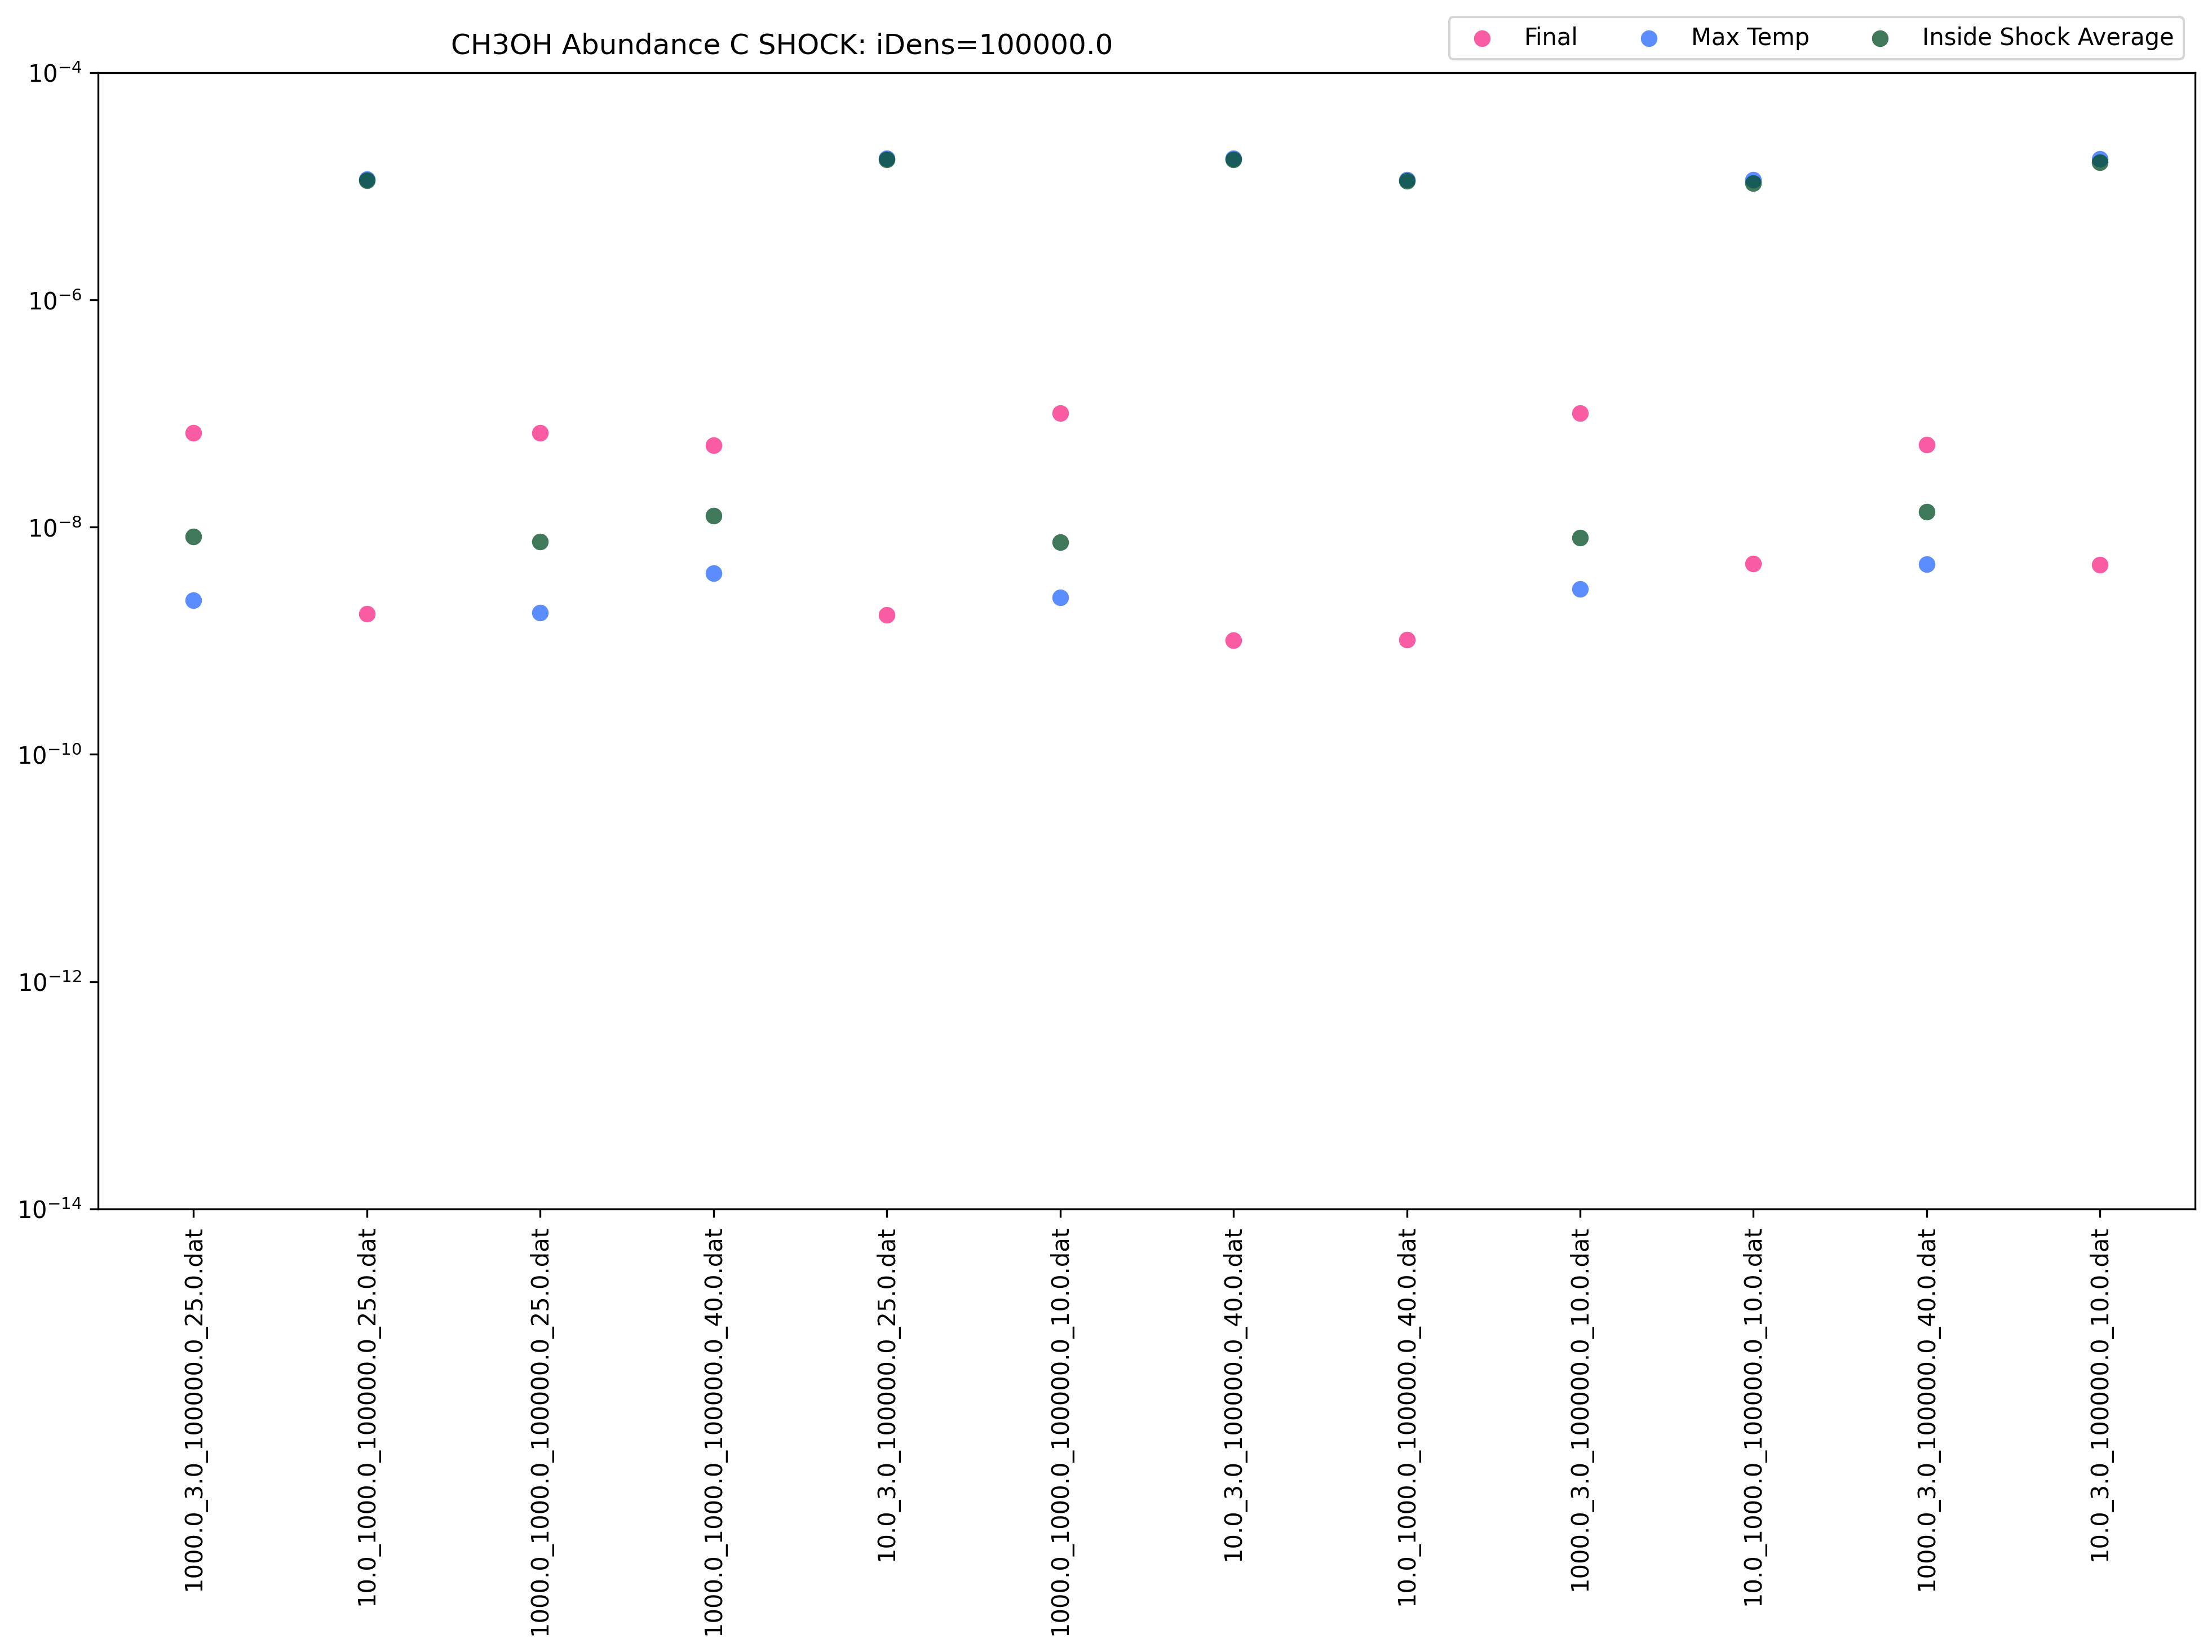 CH3OH Abundance C SHOCK: iDens=100000.0
Final
Max Temp
Inside Shock Average
10⁻⁴
10⁻⁶
10⁻⁸
10⁻¹⁰
10⁻¹²
10⁻¹⁴
1000.0_3.0_100000.0_25.0.dat
10.0_1000.0_100000.0_25.0.dat
1000.0_1000.0_100000.0_25.0.dat
1000.0_1000.0_100000.0_40.0.dat
10.0_3.0_100000.0_25.0.dat
1000.0_1000.0_100000.0_10.0.dat
10.0_3.0_100000.0_40.0.dat
10.0_1000.0_100000.0_40.0.dat
1000.0_3.0_100000.0_10.0.dat
10.0_1000.0_100000.0_10.0.dat
1000.0_3.0_100000.0_40.0.dat
10.0_3.0_100000.0_10.0.dat